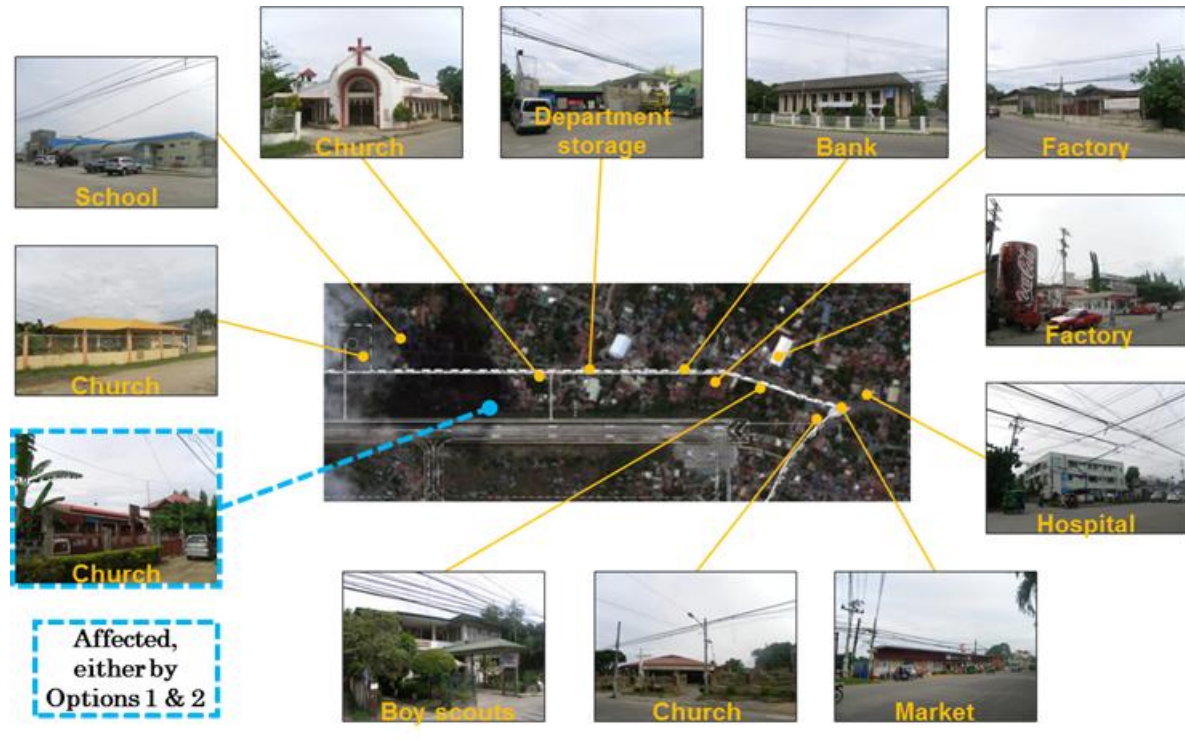 School
Church
Department
storage
Bank
Factory
Church
Coca-Cola
Factory
Church
Hospital
Affected,
either by
Options 1 & 2
Boy scouts
Church
Market